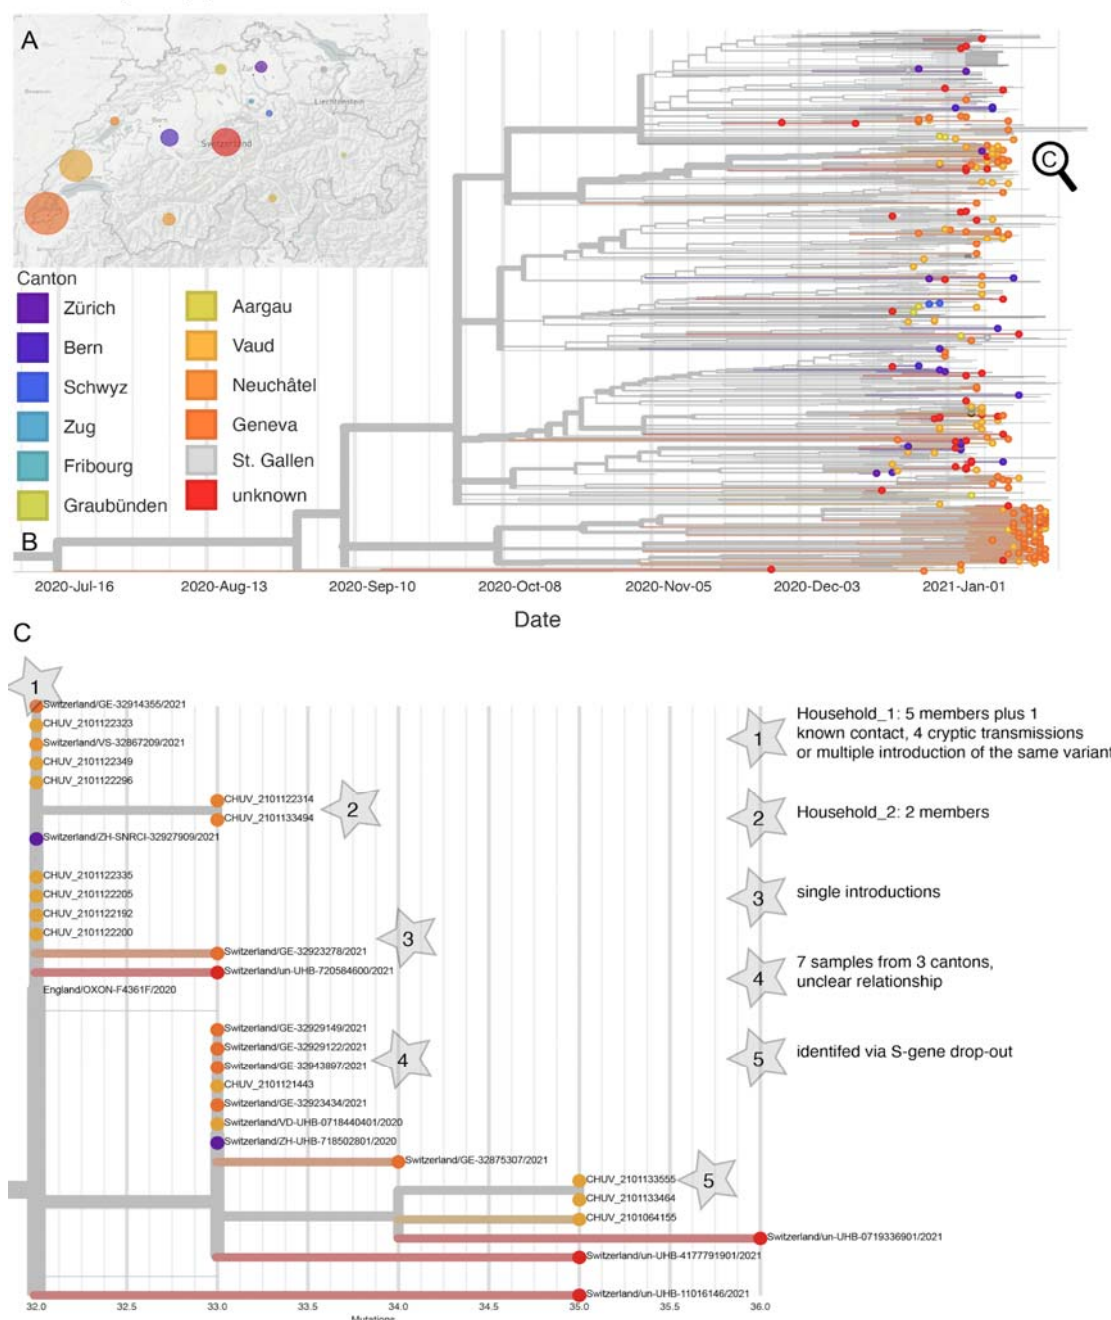 A
Zür
Bern
Liechtenstein
Switzerland
C
Canton
Zürich
Bern
Schwyz
Zug
Fribourg
Graubünden
Aargau
Vaud
Neuchâtel
Geneva
St. Gallen
unknown
B
2020-Jul-16
2020-Aug-13
2020-Sep-10
2020-Oct-08
2020-Nov-05
2020-Dec-03
2021-Jan-01
Date
C
1
Switzerland/GE-32914355/2021
CHUV_2101122323
Switzerland/VS-32867209/2021
CHUV_2101122349
CHUV_2101122296
CHUV_2101122314
CHUV_2101133494
2
Switzerland/ZH-SNRCI-32927909/2021
CHUV_2101122335
CHUV_2101122205
CHUV_2101122192
CHUV_2101122200
3
Switzerland/GE-32923278/2021
Switzerland/un-UHB-720584600/2021
England/OXON-F4361F/2020
Switzerland/GE-32929149/2021
Switzerland/GE-32929122/2021
Switzerland/GE-32943897/2021
4
CHUV_2101121443
Switzerland/GE-32923434/2021
Switzerland/VD-UHB-0718440401/2020
Switzerland/ZH-UHB-718502801/2020
Switzerland/GE-32875307/2021
CHUV_2101133555
5
CHUV_2101133464
CHUV_2101064155
Switzerland/un-UHB-0719336901/2021
Switzerland/un-UHB-4177791901/2021
Switzerland/un-UHB-11016146/2021
32.0
32.5
33.0
33.5
34.0
34.5
35.0
35.5
36.0
Mutations
1
Household_1: 5 members plus 1
known contact, 4 cryptic transmissions
or multiple introduction of the same variant
2
Household_2: 2 members
3
single introductions
4
7 samples from 3 cantons,
unclear relationship
5
identifed via S-gene drop-out